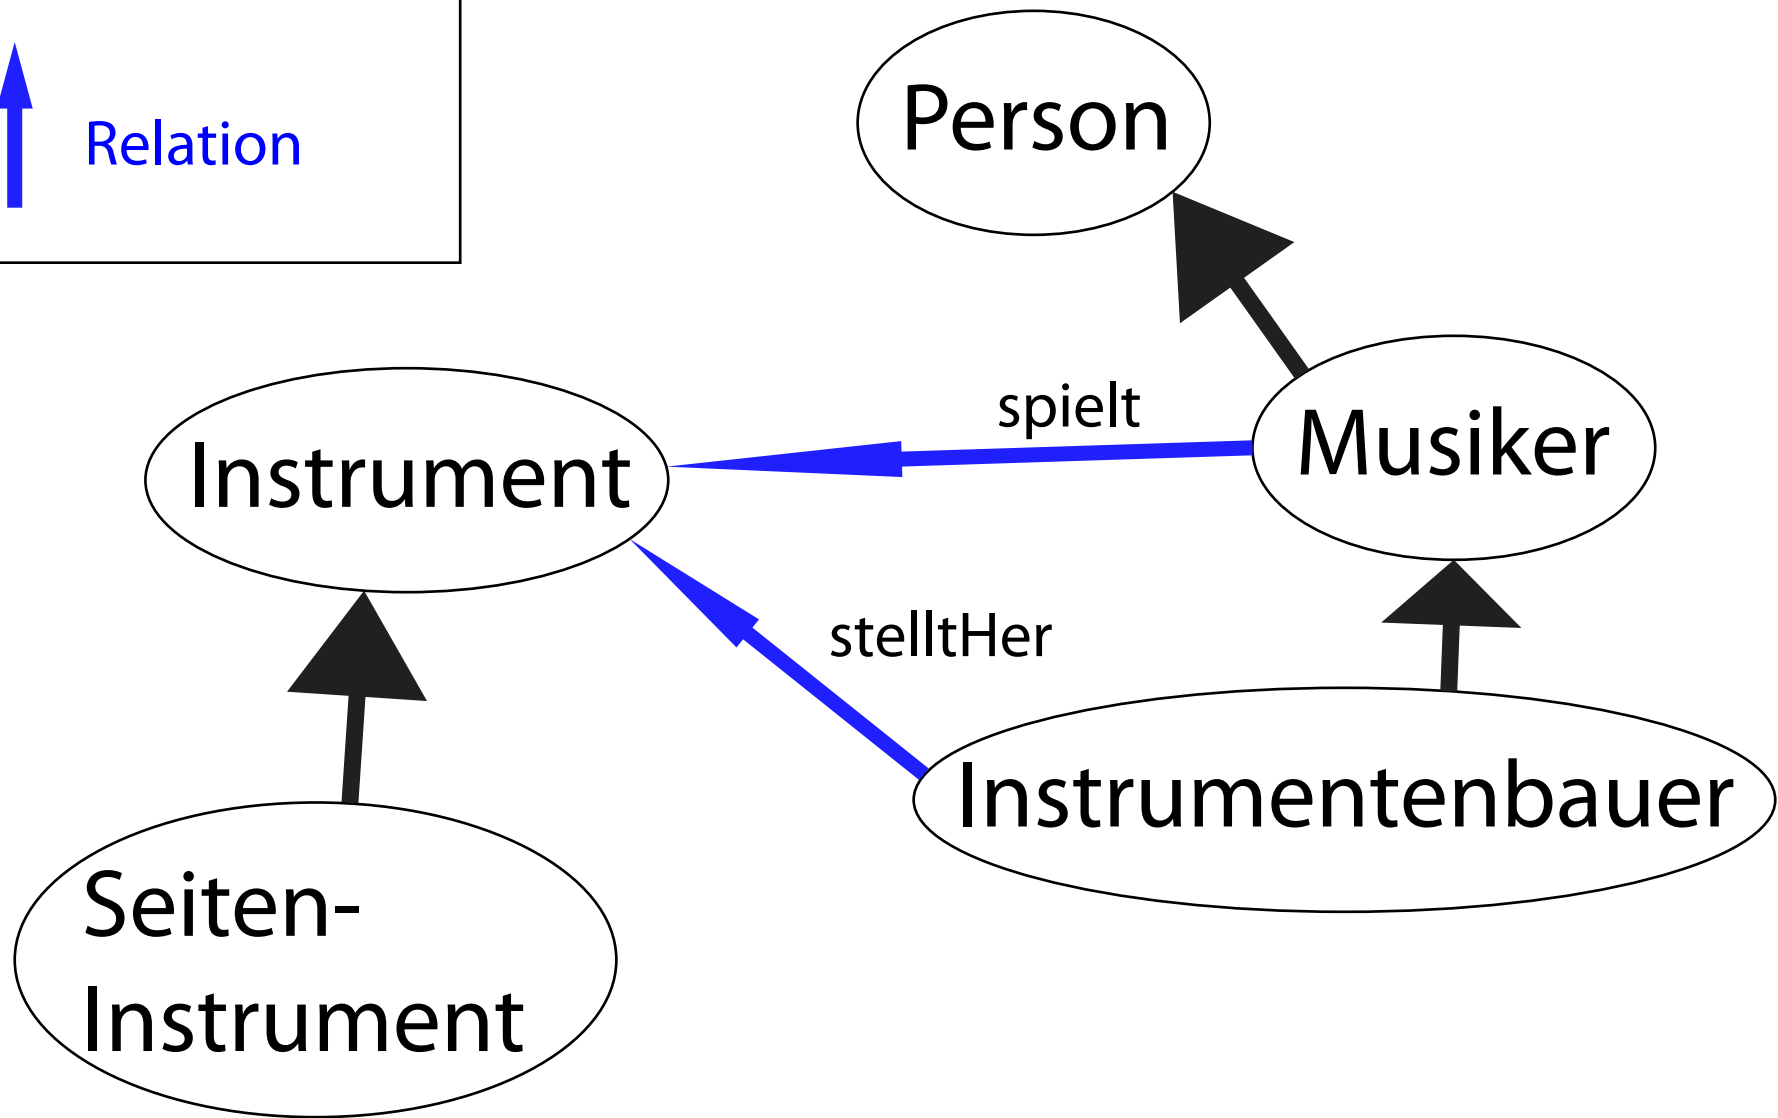 Relation
Person
spielt
Musiker
Instrument
stelltHer
Instrumentenbauer
Seiten-
Instrument